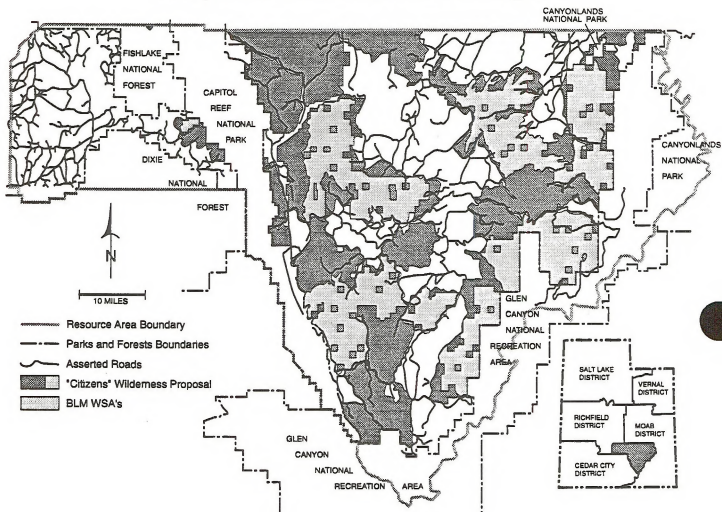 CANYONLANDS
NATIONAL PARK
FISHLAKE
NATIONAL
FOREST
CAPITOL
REEF
NATIONAL
PARK
DIXIE
NATIONAL
FOREST
CANYONLANDS
NATIONAL
PARK
N
10 MILES
Resource Area Boundary
Parks and Forests Boundaries
Asserted Roads
"Citizens" Wilderness Proposal
BLM WSA's
GLEN
CANYON
NATIONAL
RECREATION
AREA
GLEN
CANYON
NATIONAL
RECREATION AREA
SALT LAKE
DISTRICT
VERNAL
DISTRICT
RICHFIELD
DISTRICT
MOAB
DISTRICT
CEDAR CITY
DISTRICT